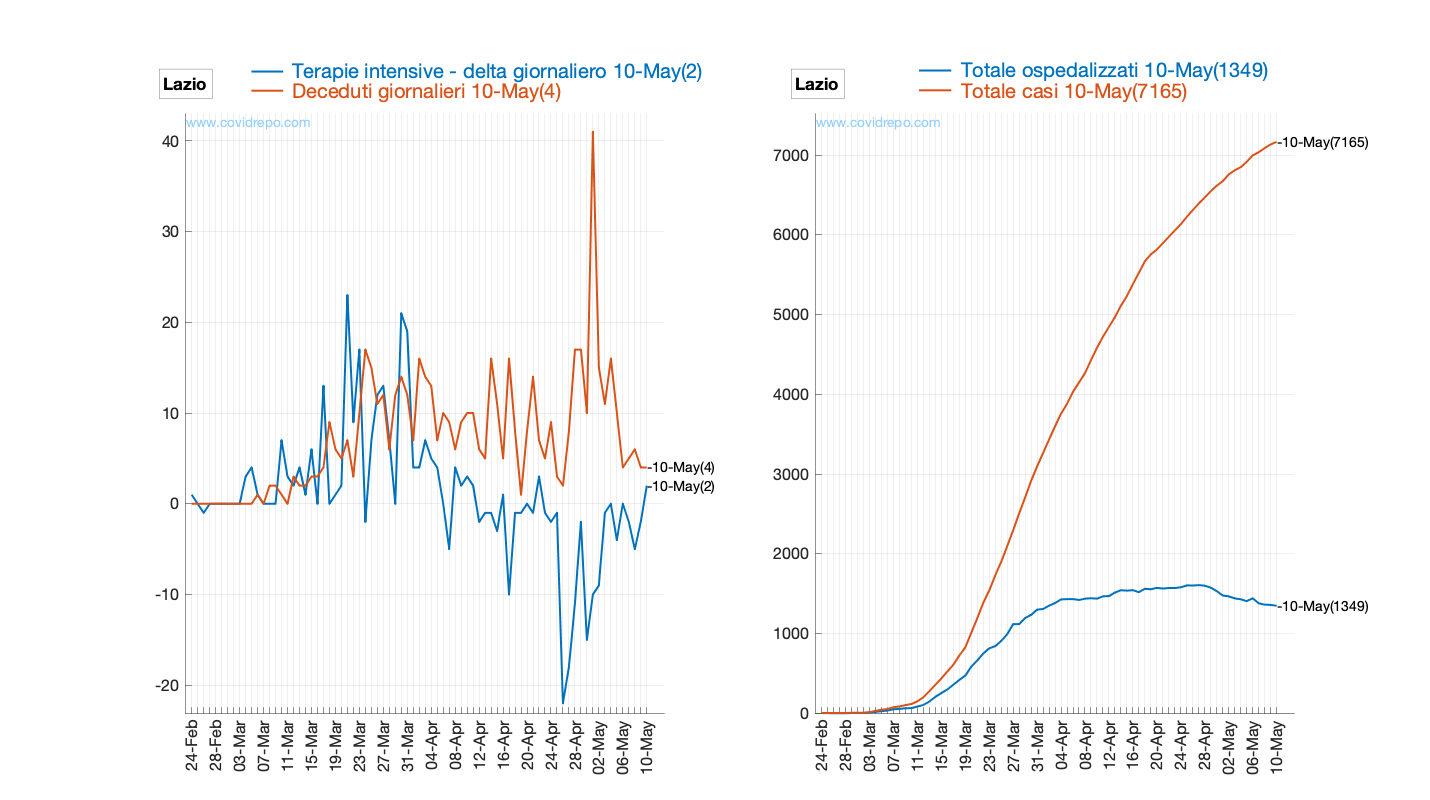 Lazio
Terapie intensive - delta giornaliero 10-May(2)
Deceduti giornalieri 10-May(4)
www.covidrepo.com
40
30
20
10
0
-10
-20
-10-May(4)
-10-May(2)
24-Feb
28-Feb
03-Mar
07-Mar
11-Mar
15-Mar
19-Mar
23-Mar
27-Mar
31-Mar
04-Apr
08-Apr
12-Apr
16-Apr
20-Apr
24-Apr
28-Apr
02-May
06-May
10-May
Lazio
Totale ospedalizzati 10-May(1349)
Totale casi 10-May(7165)
www.covidrepo.com
7000
6000
5000
4000
3000
2000
1000
0
-10-May(7165)
-10-May(1349)
24-Feb
28-Feb
03-Mar
07-Mar
11-Mar
15-Mar
19-Mar
23-Mar
27-Mar
31-Mar
04-Apr
08-Apr
12-Apr
16-Apr
20-Apr
24-Apr
28-Apr
02-May
06-May
10-May